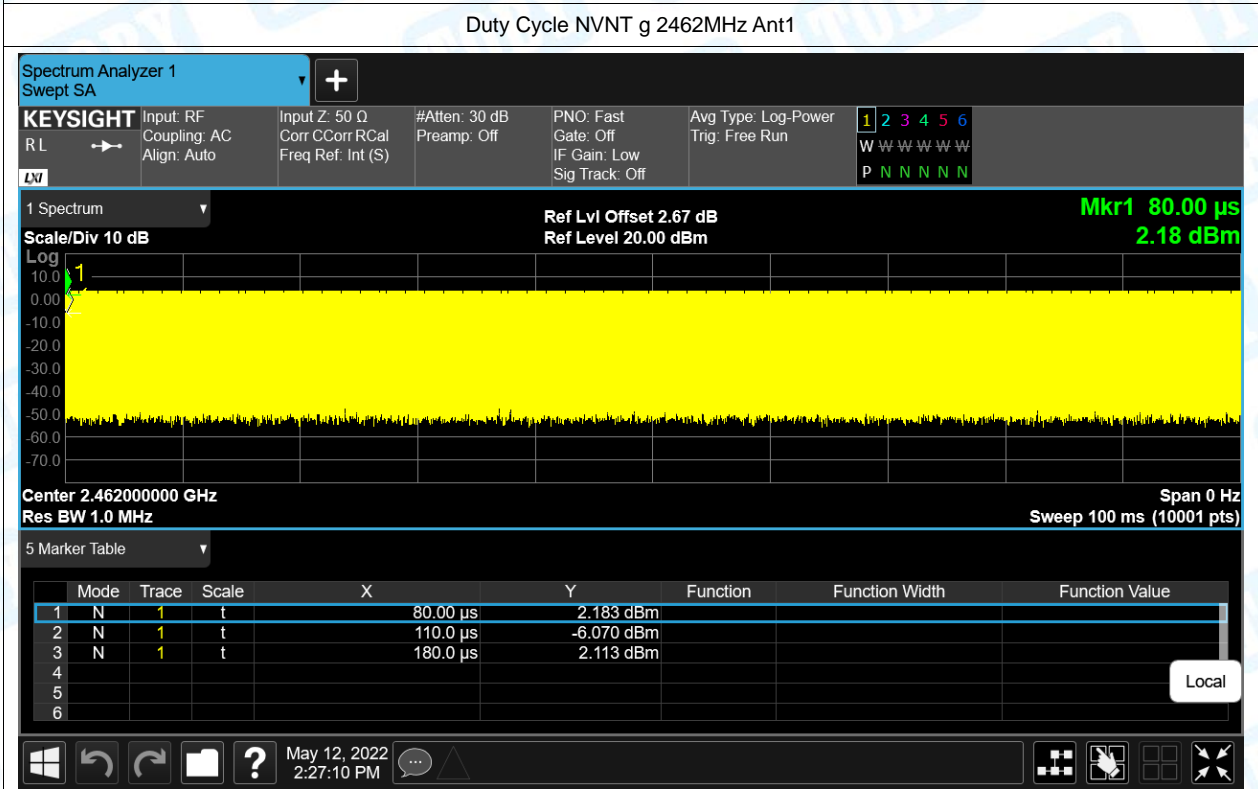 Duty Cycle NVNT g 2462MHz Ant1
Spectrum Analyzer 1
Swept SA
+
KEYSIGHT
RL
LXI
Input: RF
Coupling: AC
Align: Auto
Input Z: 50 Ω
Corr CCorr RCal
Freq Ref: Int (S)
#Atten: 30 dB
Preamp: Off
PNO: Fast
Gate: Off
IF Gain: Low
Sig Track: Off
Avg Type: Log-Power
Trig: Free Run
1 2 3 4 5 6
W W W W W W
P N N N N N
1 Spectrum
Scale/Div 10 dB
Ref Lvl Offset 2.67 dB
Ref Level 20.00 dBm
Mkr1 80.00 µs
2.18 dBm
Log
1
10.0
0.00
-10.0
-20.0
-30.0
-40.0
-50.0
-60.0
-70.0
Center 2.462000000 GHz
Span 0 Hz
Res BW 1.0 MHz
Sweep 100 ms (10001 pts)
5 Marker Table
Mode Trace Scale X Y Function Function Width Function Value
1 N 1 t 80.00 µs 2.183 dBm
2 N 1 t 110.0 µs -6.070 dBm
3 N 1 t 180.0 µs 2.113 dBm
4
5
6
Local
?
May 12, 2022
2:27:10 PM